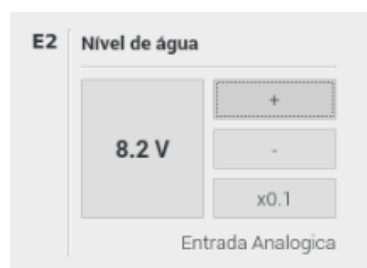 E2 Nível de água
+
8.2 V
-
x0.1
Entrada Analogica